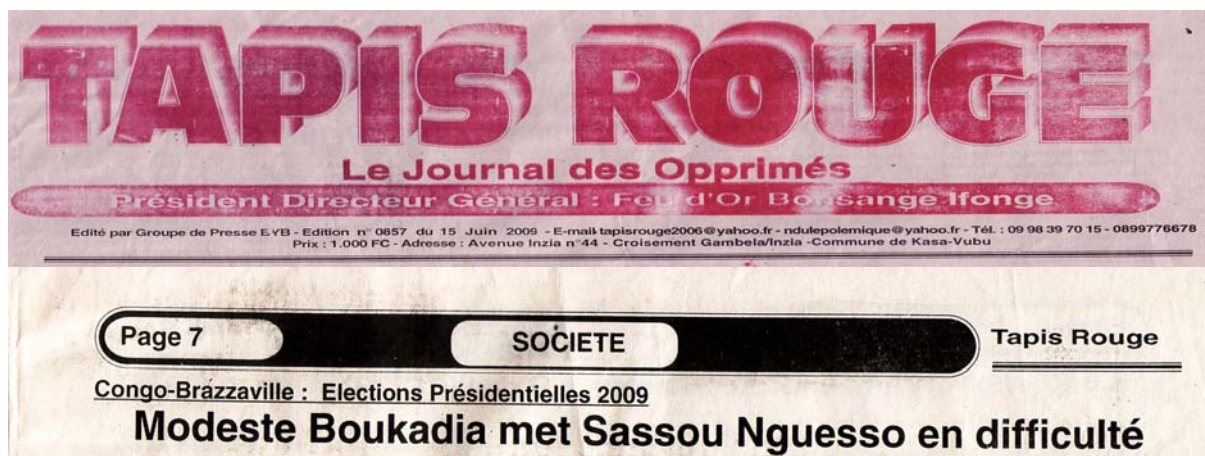 TAPIS ROUGE
Le Journal des Opprimés
Président Directeur Général : Feu d'Or Bonsange Ifonge
Edité par Groupe de Presse EYB - Edition n° 0857 du 15 Juin 2009 - E-mail tapisrouge2006@yahoo.fr - ndulepolemique@yahoo.fr - Tél. : 09 98 39 70 15 - 0899776678
Prix : 1.000 FC - Adresse : Avenue Inzia n°44 - Croisement Gambela/Inzia -Commune de Kasa-Vubu
Page 7 SOCIETE Tapis Rouge
Congo-Brazzaville : Elections Présidentielles 2009
Modeste Boukadia met Sassou Nguesso en difficulté